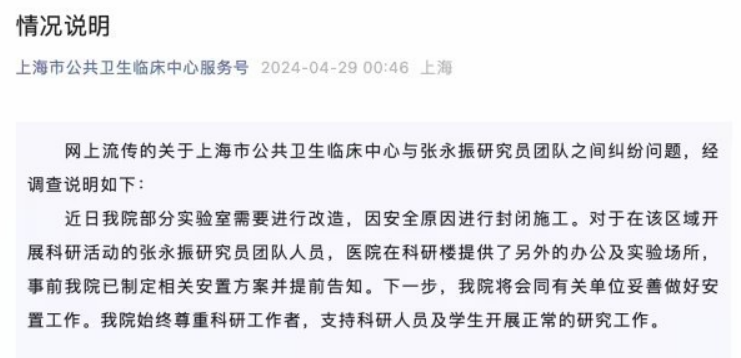 情况说明
上海市公共卫生临床中心服务号 2024-04-29 00:46 上海
网上流传的关于上海市公共卫生临床中心与张永振研究员团队之间纠纷问题，经
调查说明如下：
近日我院部分实验室需要进行改造，因安全原因进行封闭施工。对于在该区域开
展科研活动的张永振研究员团队人员，医院在科研楼提供了另外的办公及实验场所，
事前我院已制定相关安置方案并提前告知。下一步，我院将会同有关单位妥善做好安
置工作。我院始终尊重科研工作者，支持科研人员及学生开展正常的研究工作。